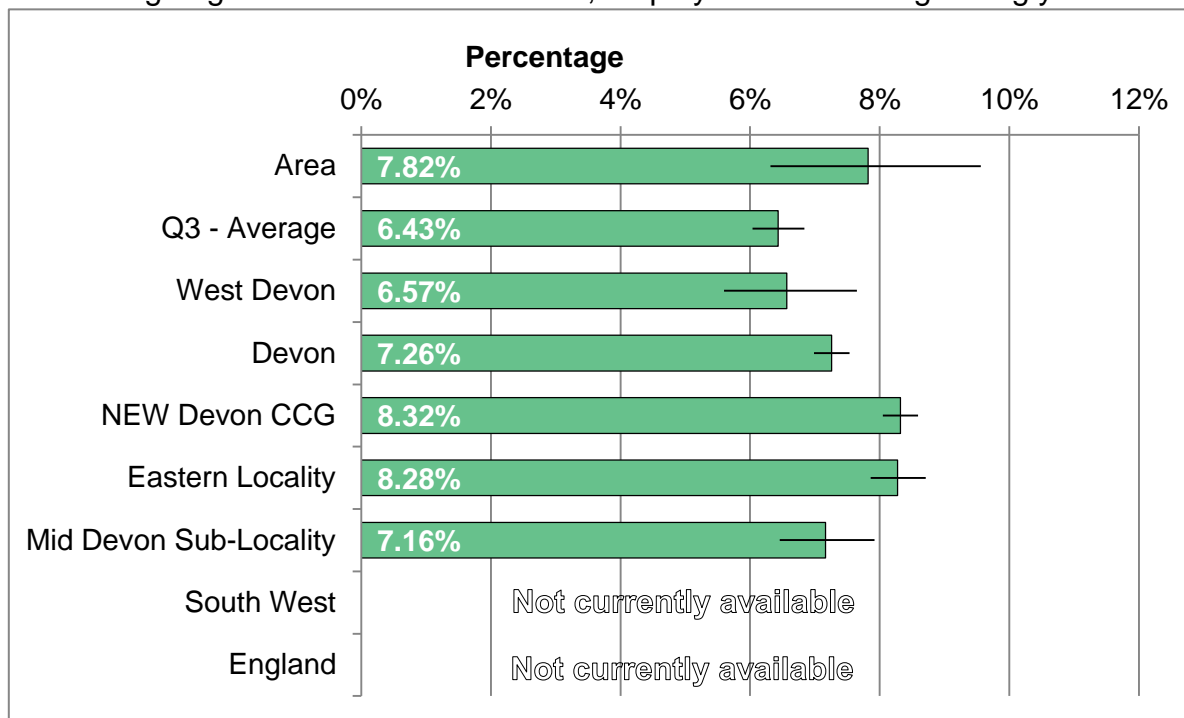 Percentage
0% 2% 4% 6% 8% 10% 12%
Area 7.82%
Q3 - Average 6.43%
West Devon 6.57%
Devon 7.26%
NEW Devon CCG 8.32%
Eastern Locality 8.28%
Mid Devon Sub-Locality 7.16%
South West Not currently available
England Not currently available